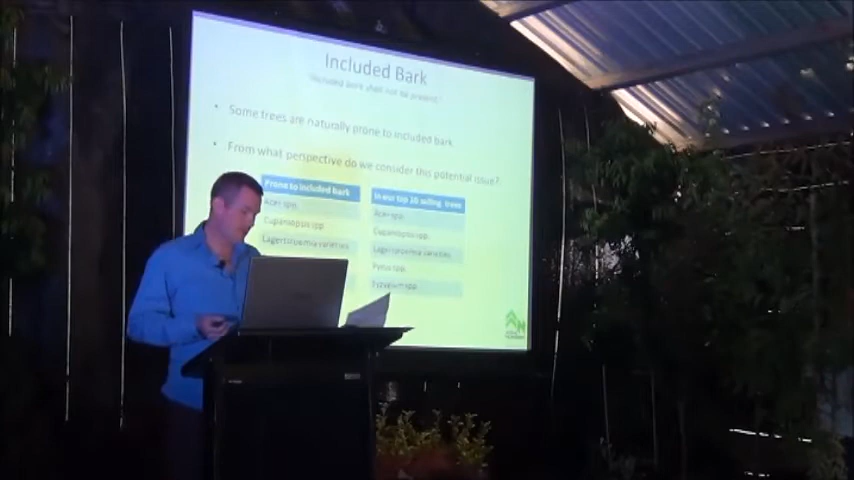 Included Bark
"Included bark shall not be present"
• Some trees are naturally prone to included bark
• From what perspective do we consider this potential issue?
Prone to included bark
Acer spp.
Cupaniopsis spp.
Lagerstroemia varieties
In our top 20 selling trees
Acer spp.
Cupaniopsis spp.
Lagerstroemia varieties
Pyrus spp.
Syzygium spp.